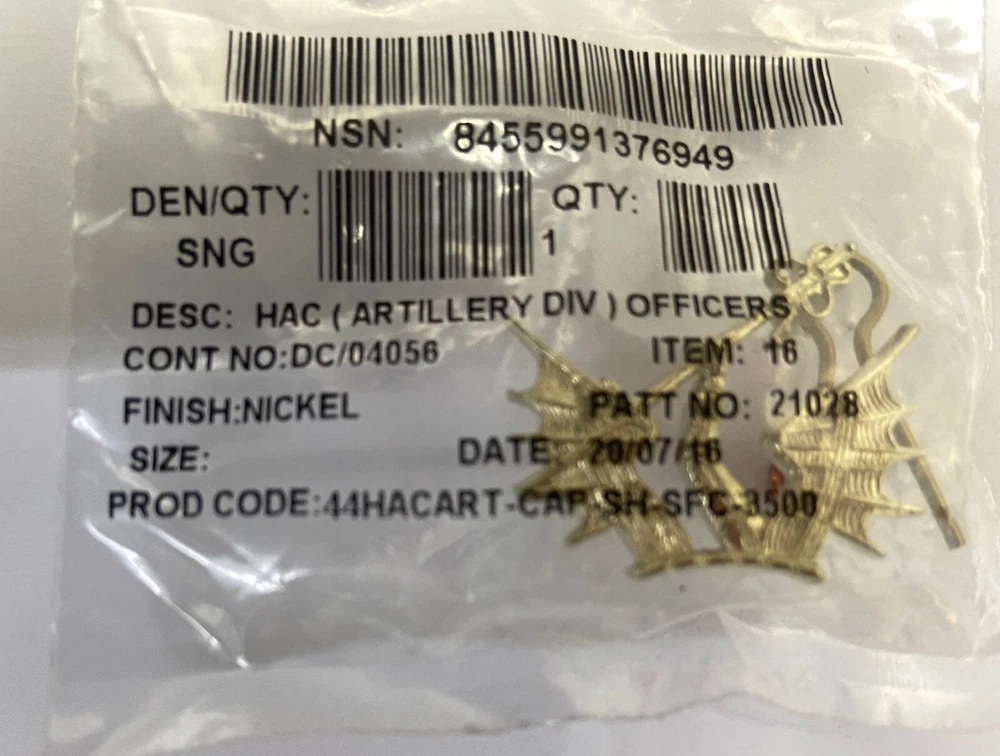 NSN: 8455991376949
DEN/QTY: QTY:
SNG 1
DESC: HAC ( ARTILLERY DIV ) OFFICERS
CONT NO:DC/04056 ITEM: 16
FINISH:NICKEL PATT NO: 21028
SIZE: DATE: 20/07/16
PROD CODE:44HACART-CAP-SH-SFC-3500